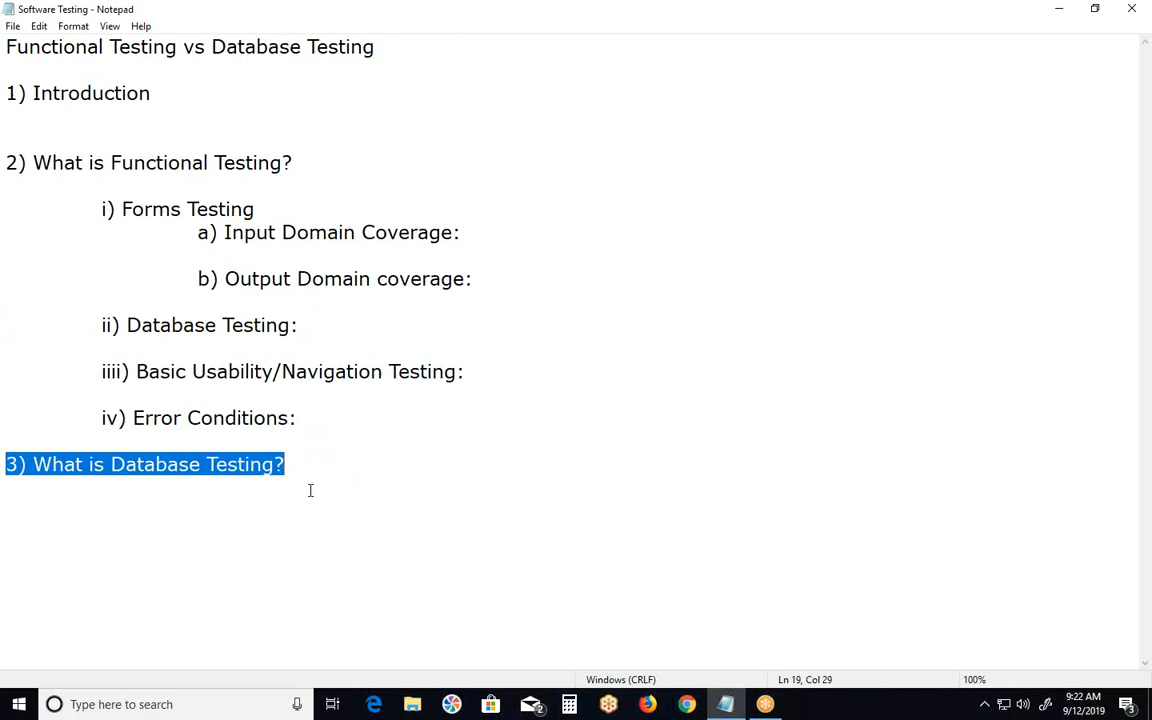 Software Testing - Notepad
File Edit Format View Help
Functional Testing vs Database Testing
1) Introduction
2) What is Functional Testing?
i) Forms Testing
a) Input Domain Coverage:
b) Output Domain coverage:
ii) Database Testing:
iiii) Basic Usability/Navigation Testing:
iv) Error Conditions:
3) What is Database Testing?
Windows (CRLF) Ln 19, Col 29 100%
Type here to search
2
9:22 AM
9/12/2019
3